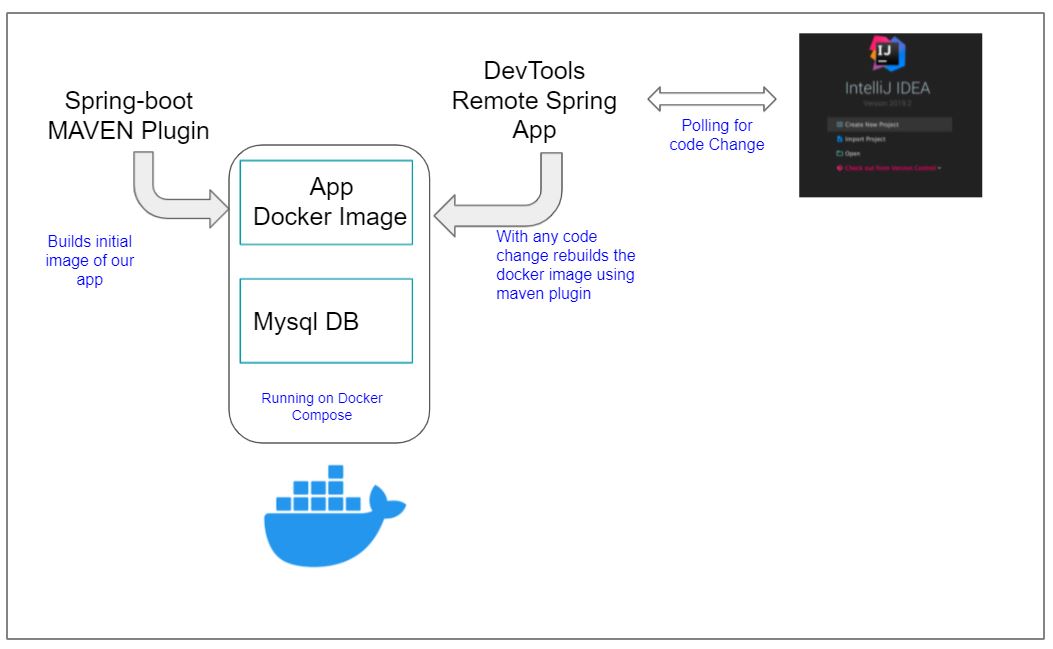 Spring-boot
MAVEN Plugin
Builds initial
image of our
app
App
Docker Image
Mysql DB
Running on Docker
Compose
DevTools
Remote Spring
App
With any code
change rebuilds the
docker image using
maven plugin
Polling for
code Change
IJ
IntelliJ IDEA
Version 2019.2
Create New Project
Import Project
Open
Check out from Version Control